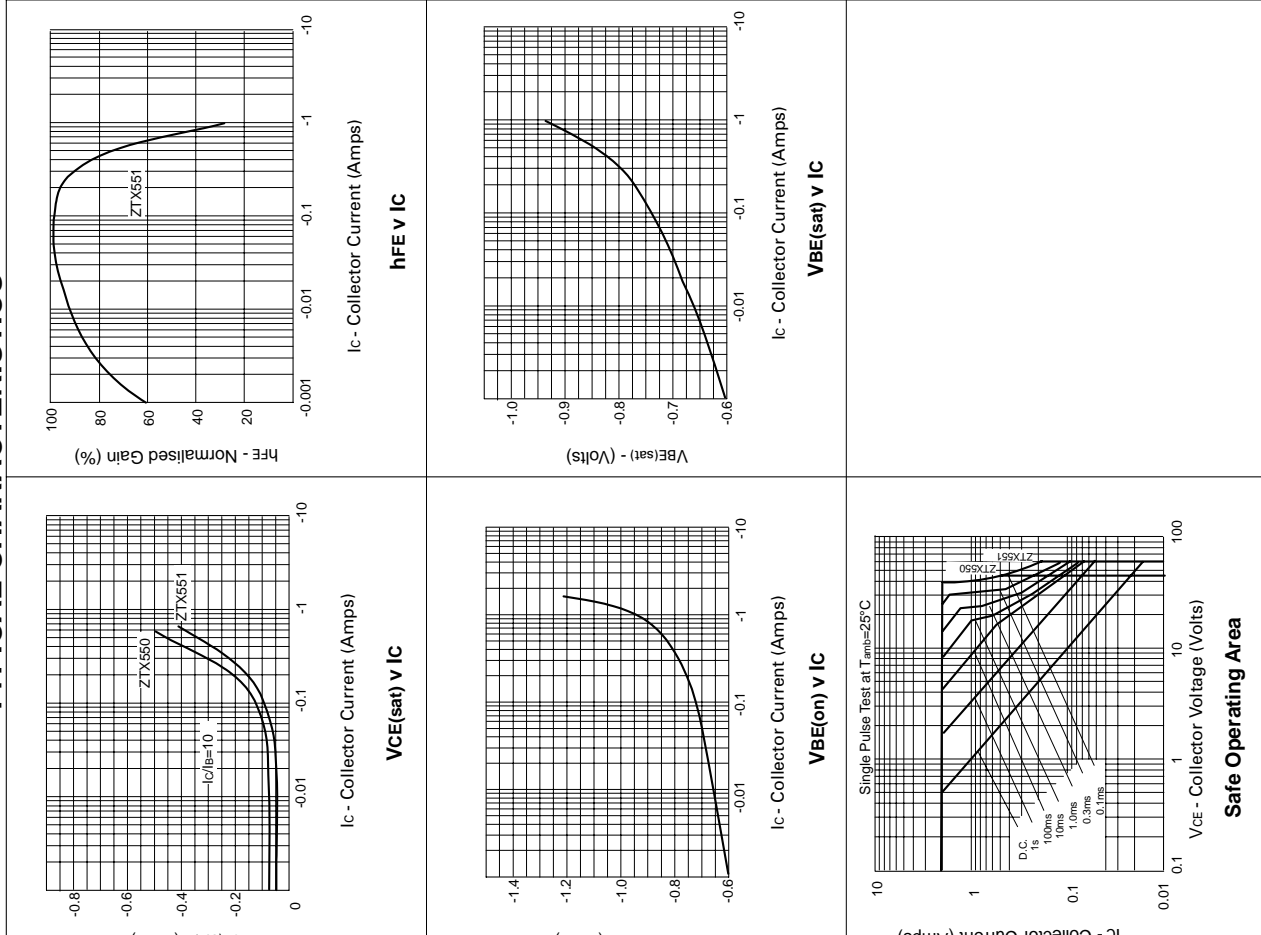 -0.8
-0.6
-0.4
-0.2
0
-0.01
-0.1
-1
-10
ZTX550
ZTX551
IC/IB=10
IC - Collector Current (Amps)
VCE(sat) v IC
hFE - Normalised Gain (%)
100
80
60
40
20
-0.001
-0.01
-0.1
-1
-10
ZTX551
IC - Collector Current (Amps)
hFE v IC
-1.4
-1.2
-1.0
-0.8
-0.6
-0.01
-0.1
-1
-10
IC - Collector Current (Amps)
VBE(on) v IC
VBE(sat) - (Volts)
-1.0
-0.9
-0.8
-0.7
-0.6
-0.01
-0.1
-1
-10
IC - Collector Current (Amps)
VBE(sat) v IC
IC - Collector Current (Amps)
Single Pulse Test at Tamb=25°C
10
1
0.1
0.01
0.1
1
10
100
D.C.
1s
100ms
10ms
1.0ms
0.3ms
0.1ms
ZTX550
ZTX551
VCE - Collector Voltage (Volts)
Safe Operating Area